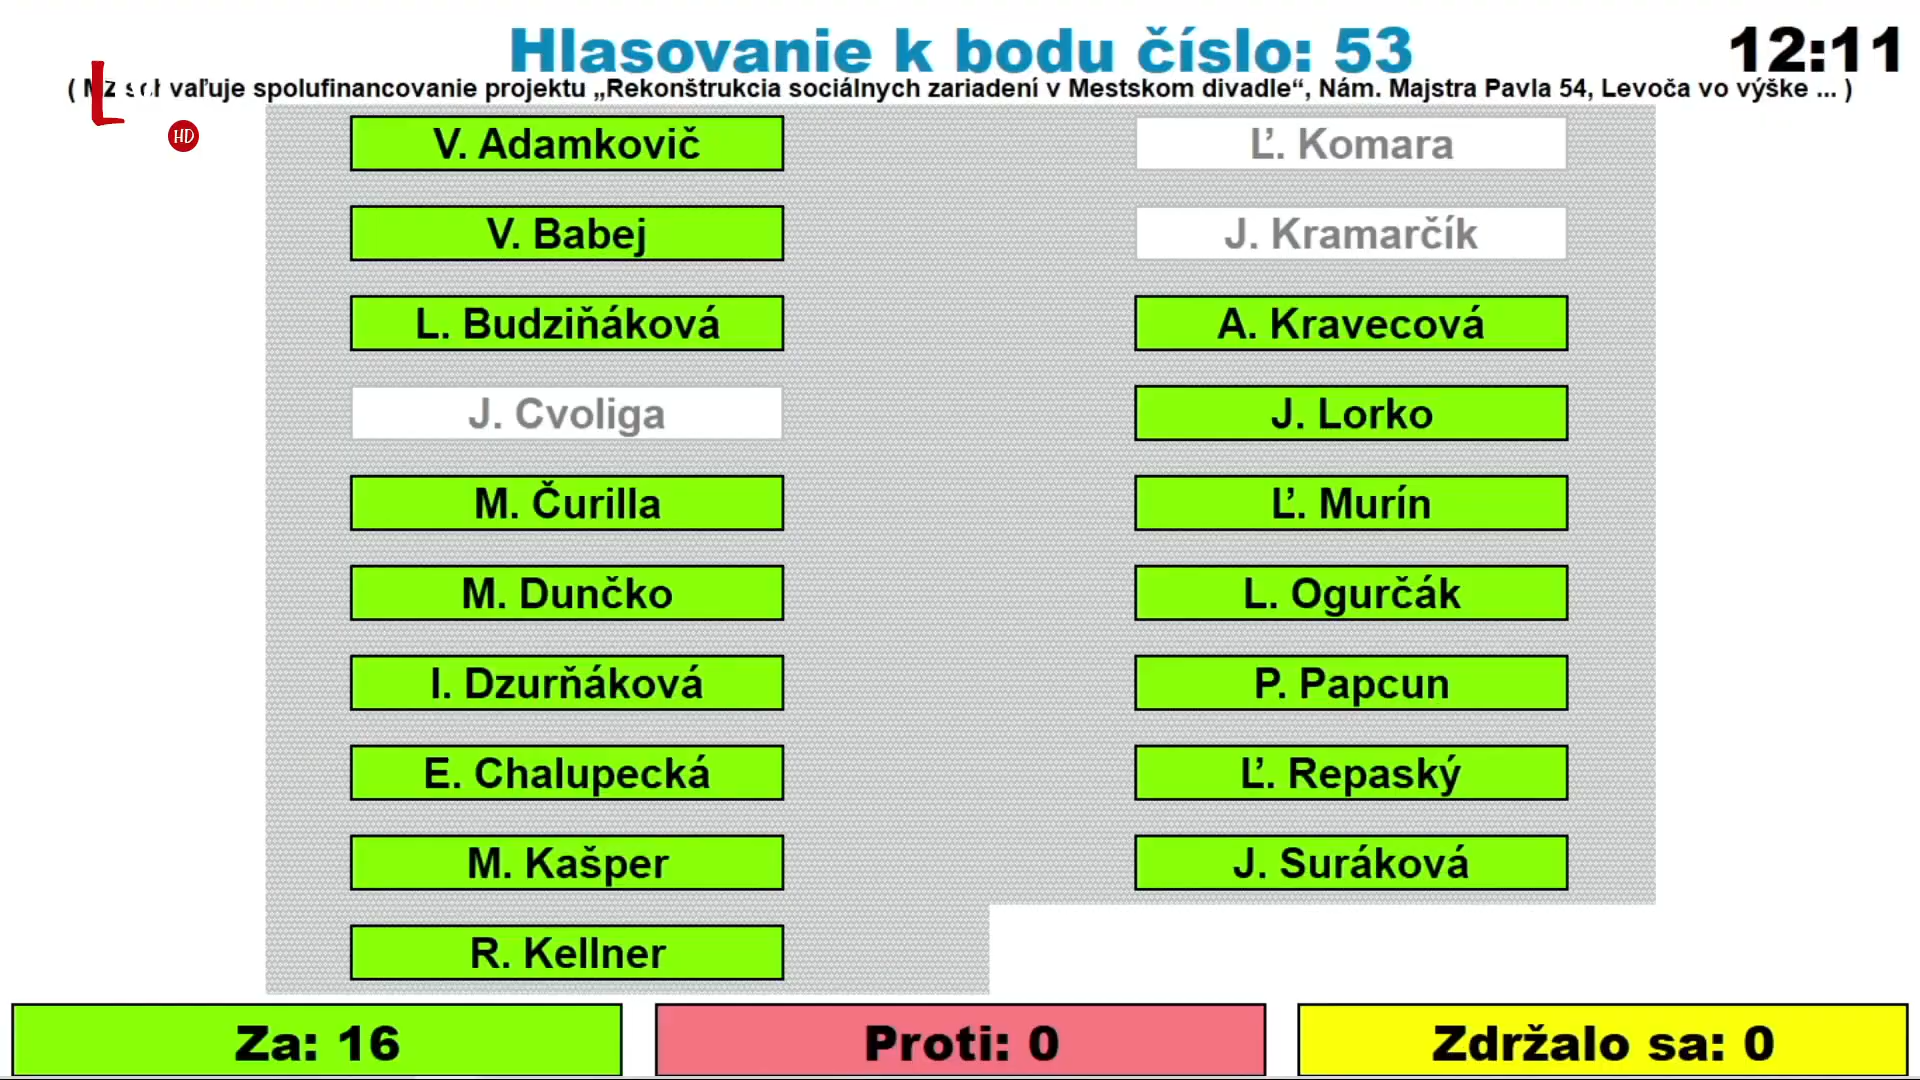 Hlasovanie k bodu číslo: 53
12:11
( MZ schvaľuje spolufinancovanie projektu „Rekonštrukcia sociálnych zariadení v Mestskom divadle“, Nám. Majstra Pavla 54, Levoča vo výške ... )
L
HD
V. Adamkovič
V. Babej
L. Budziňáková
J. Cvoliga
M. Čurilla
M. Dunčko
I. Dzurňáková
E. Chalupecká
M. Kašper
R. Kellner
Ľ. Komara
J. Kramarčík
A. Kravecová
J. Lorko
Ľ. Murín
L. Ogurčák
P. Papcun
Ľ. Repaský
J. Suráková
Za: 16
Proti: 0
Zdržalo sa: 0